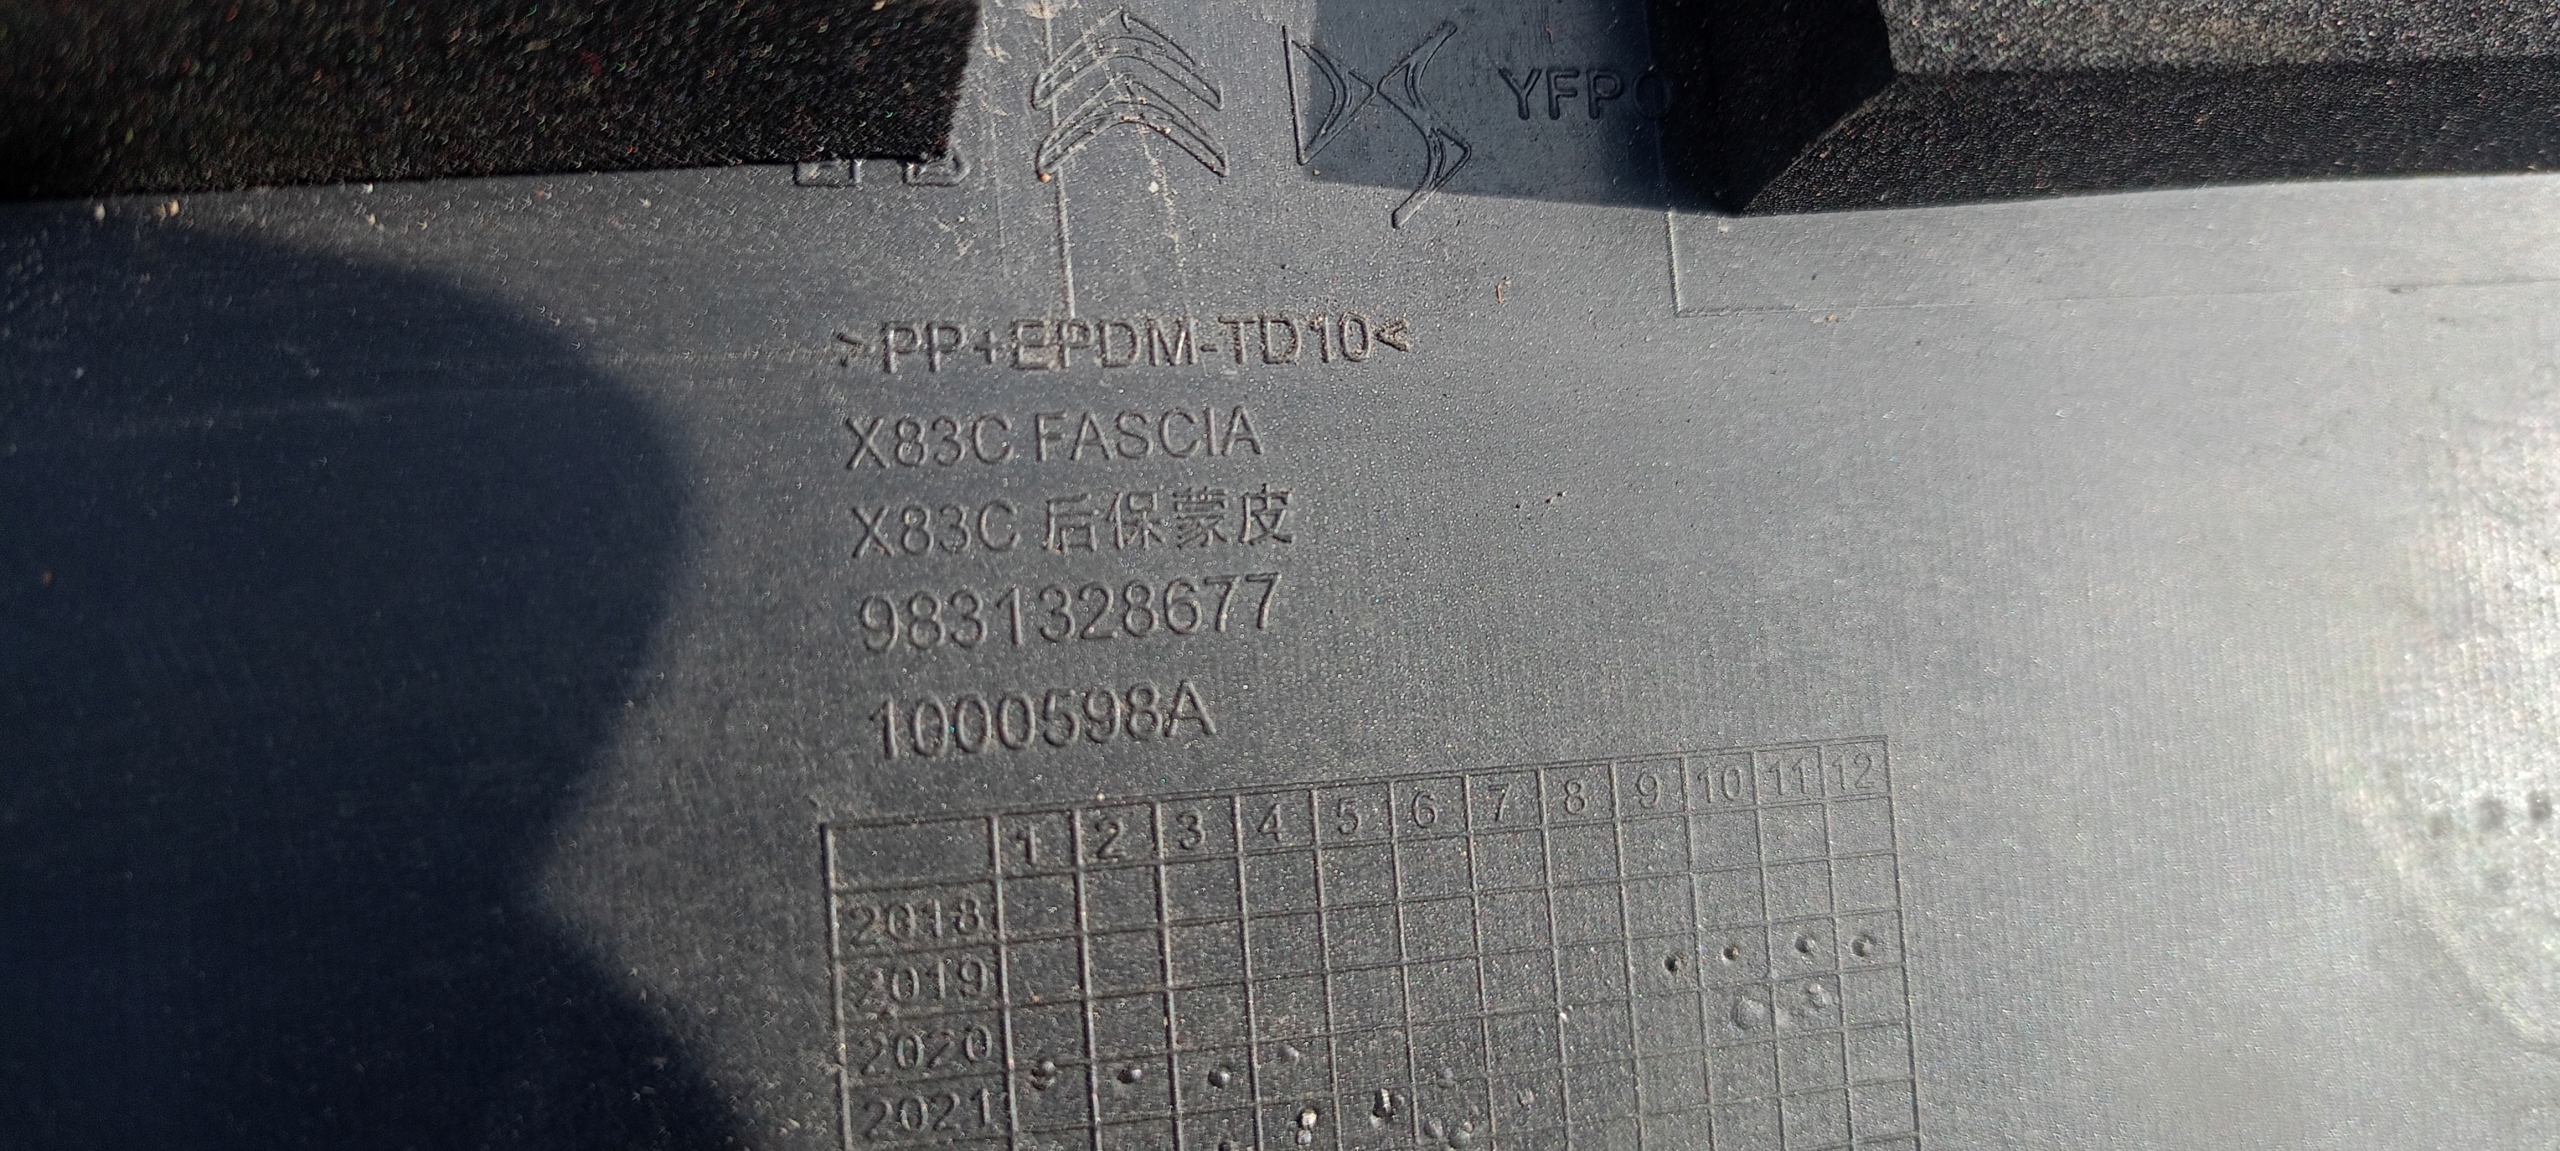 YFPO
>PP+EPDM-TD10<
X83C FASCIA
X83C 后保蒙皮
9831328677
1000598A
1 2 3 4 5 6 7 8 9 10 11 12
2018
2019
2020
2021